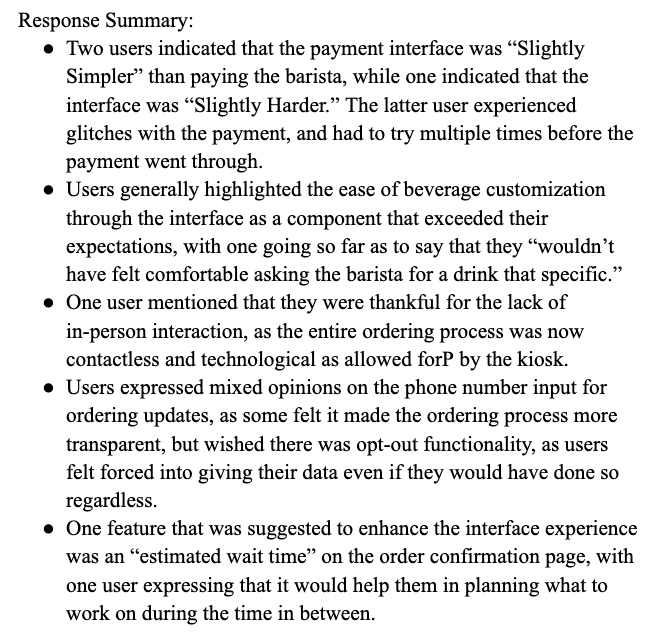 Response Summary:
● Two users indicated that the payment interface was “Slightly
Simpler” than paying the barista, while one indicated that the
interface was “Slightly Harder.” The latter user experienced
glitches with the payment, and had to try multiple times before the
payment went through.
● Users generally highlighted the ease of beverage customization
through the interface as a component that exceeded their
expectations, with one going so far as to say that they “wouldn’t
have felt comfortable asking the barista for a drink that specific.”
● One user mentioned that they were thankful for the lack of
in-person interaction, as the entire ordering process was now
contactless and technological as allowed forP by the kiosk.
● Users expressed mixed opinions on the phone number input for
ordering updates, as some felt it made the ordering process more
transparent, but wished there was opt-out functionality, as users
felt forced into giving their data even if they would have done so
regardless.
● One feature that was suggested to enhance the interface experience
was an “estimated wait time” on the order confirmation page, with
one user expressing that it would help them in planning what to
work on during the time in between.